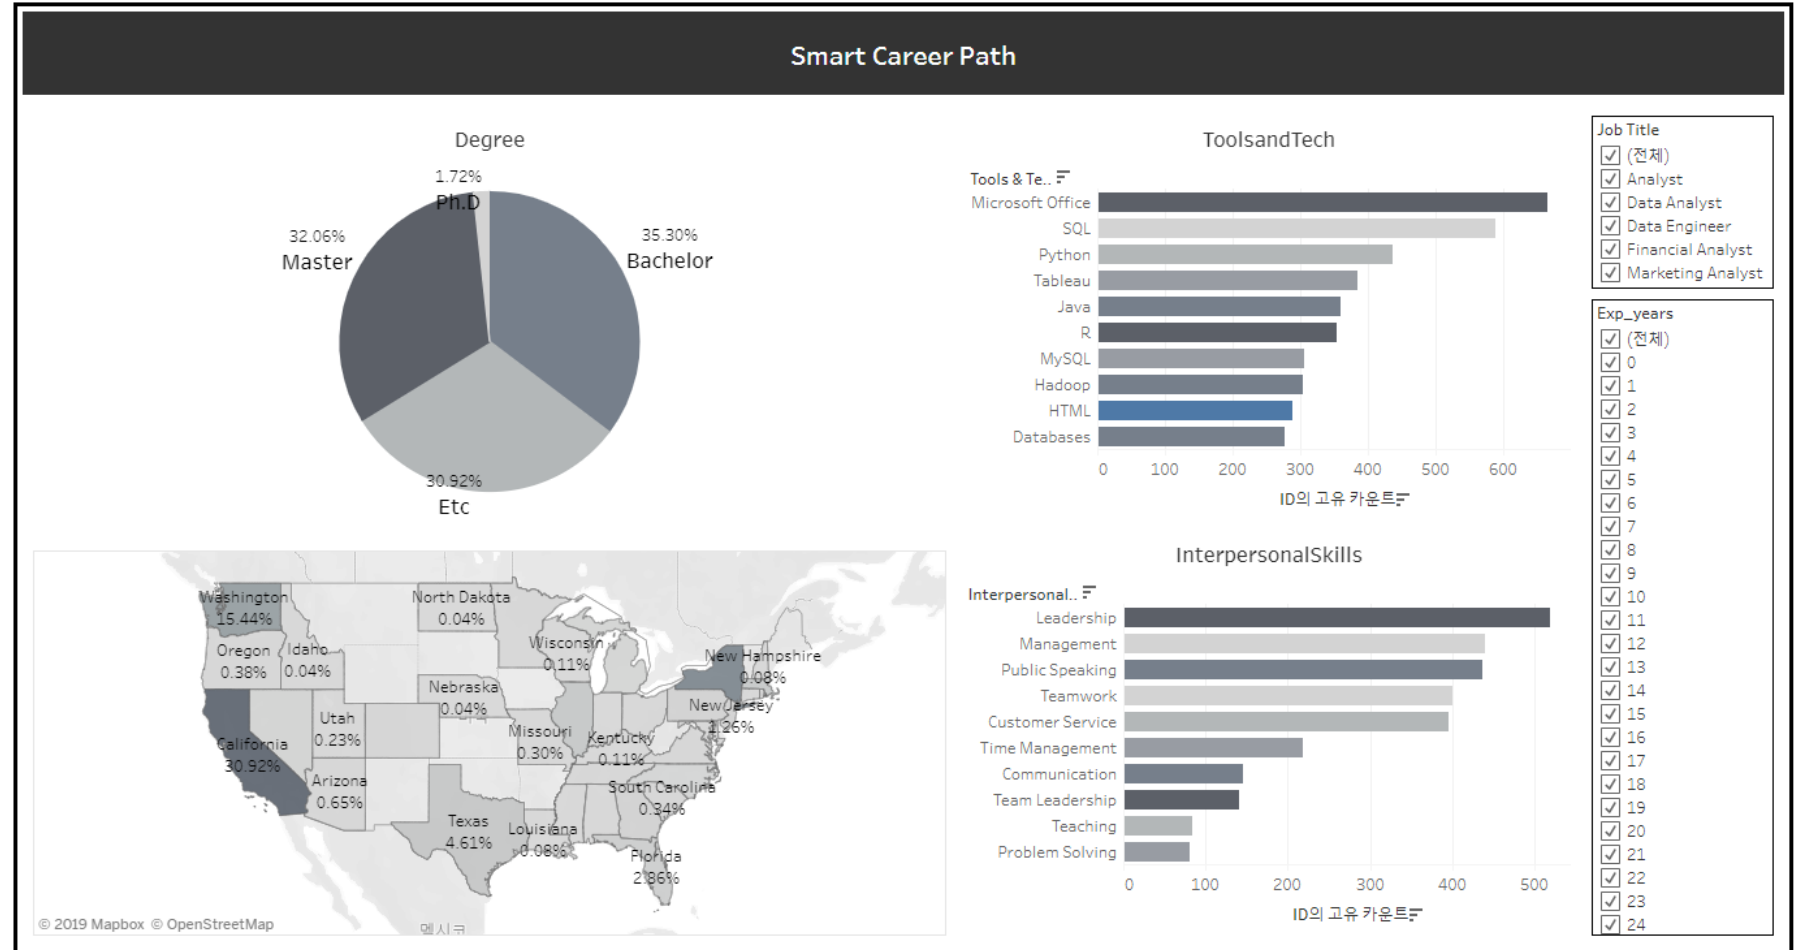 Smart Career Path
Degree
1.72%
Ph.D
32.06%
Master
35.30%
Bachelor
30.92%
Etc
ToolsandTech
Tools & Te..
Microsoft Office
SQL
Python
Tableau
Java
R
MySQL
Hadoop
HTML
Databases
0 100 200 300 400 500 600
ID의 고유 카운트
Job Title
(전체)
Analyst
Data Analyst
Data Engineer
Financial Analyst
Marketing Analyst
Exp_years
(전체)
0
1
2
3
4
5
6
7
8
9
10
11
12
13
14
15
16
17
18
19
20
21
22
23
24
Washington
15.44%
North Dakota
0.04%
Oregon
0.38%
Idaho
0.04%
Wisconsin
0.11%
New Hampshire
0.08%
Nebraska
0.04%
New Jersey
1.26%
Utah
0.23%
Missouri
0.30%
Kentucky
0.11%
California
30.92%
Arizona
0.65%
South Carolina
0.34%
Texas
4.61%
Louisiana
0.08%
Florida
2.86%
멕시코
© 2019 Mapbox © OpenStreetMap
InterpersonalSkills
Interpersonal..
Leadership
Management
Public Speaking
Teamwork
Customer Service
Time Management
Communication
Team Leadership
Teaching
Problem Solving
0 100 200 300 400 500
ID의 고유 카운트